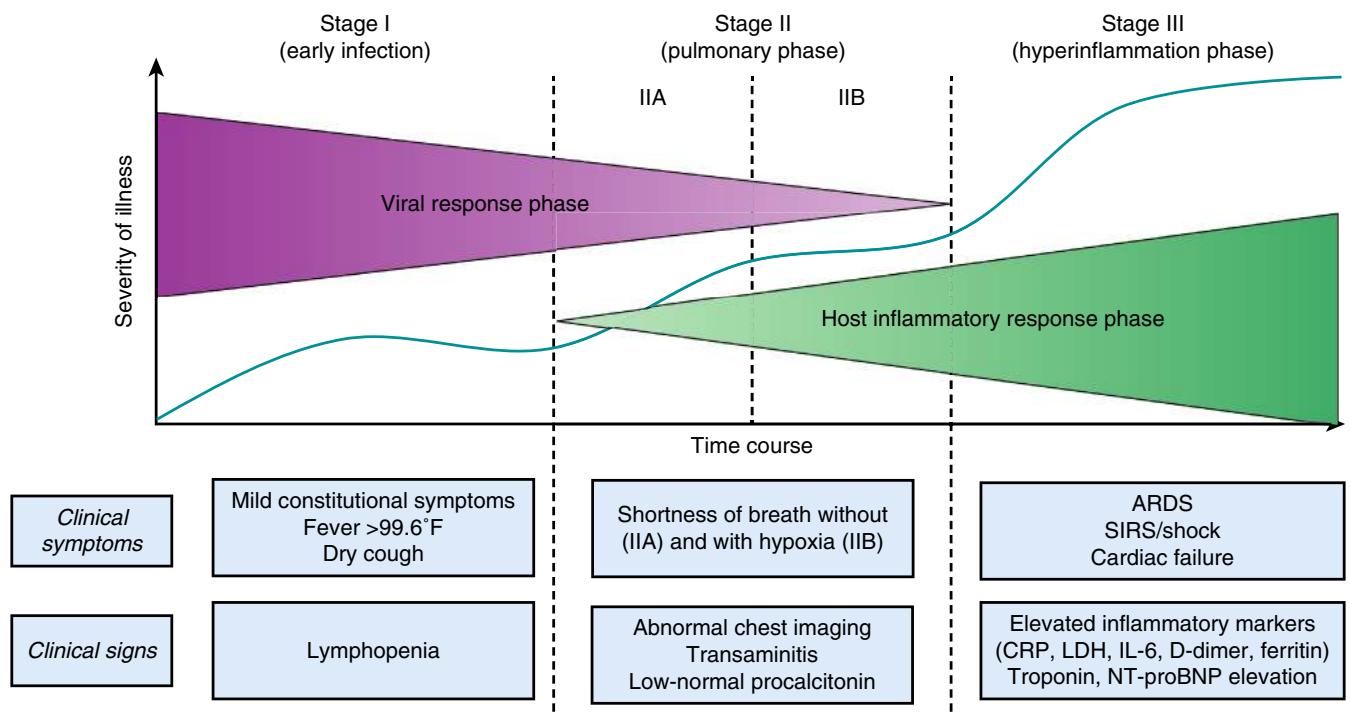 Stage I
(early infection)
Stage II
(pulmonary phase)
Stage III
(hyperinflammation phase)
IIA
IIB
Severity of illness
Viral response phase
Host inflammatory response phase
Time course
Clinical
symptoms
Mild constitutional symptoms
Fever >99.6˚F
Dry cough
Shortness of breath without
(IIA) and with hypoxia (IIB)
ARDS
SIRS/shock
Cardiac failure
Clinical signs
Lymphopenia
Abnormal chest imaging
Transaminitis
Low-normal procalcitonin
Elevated inflammatory markers
(CRP, LDH, IL-6, D-dimer, ferritin)
Troponin, NT-proBNP elevation